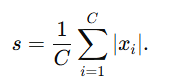 s = \frac{1}{C} \sum_{i=1}^{C} |x_i|.